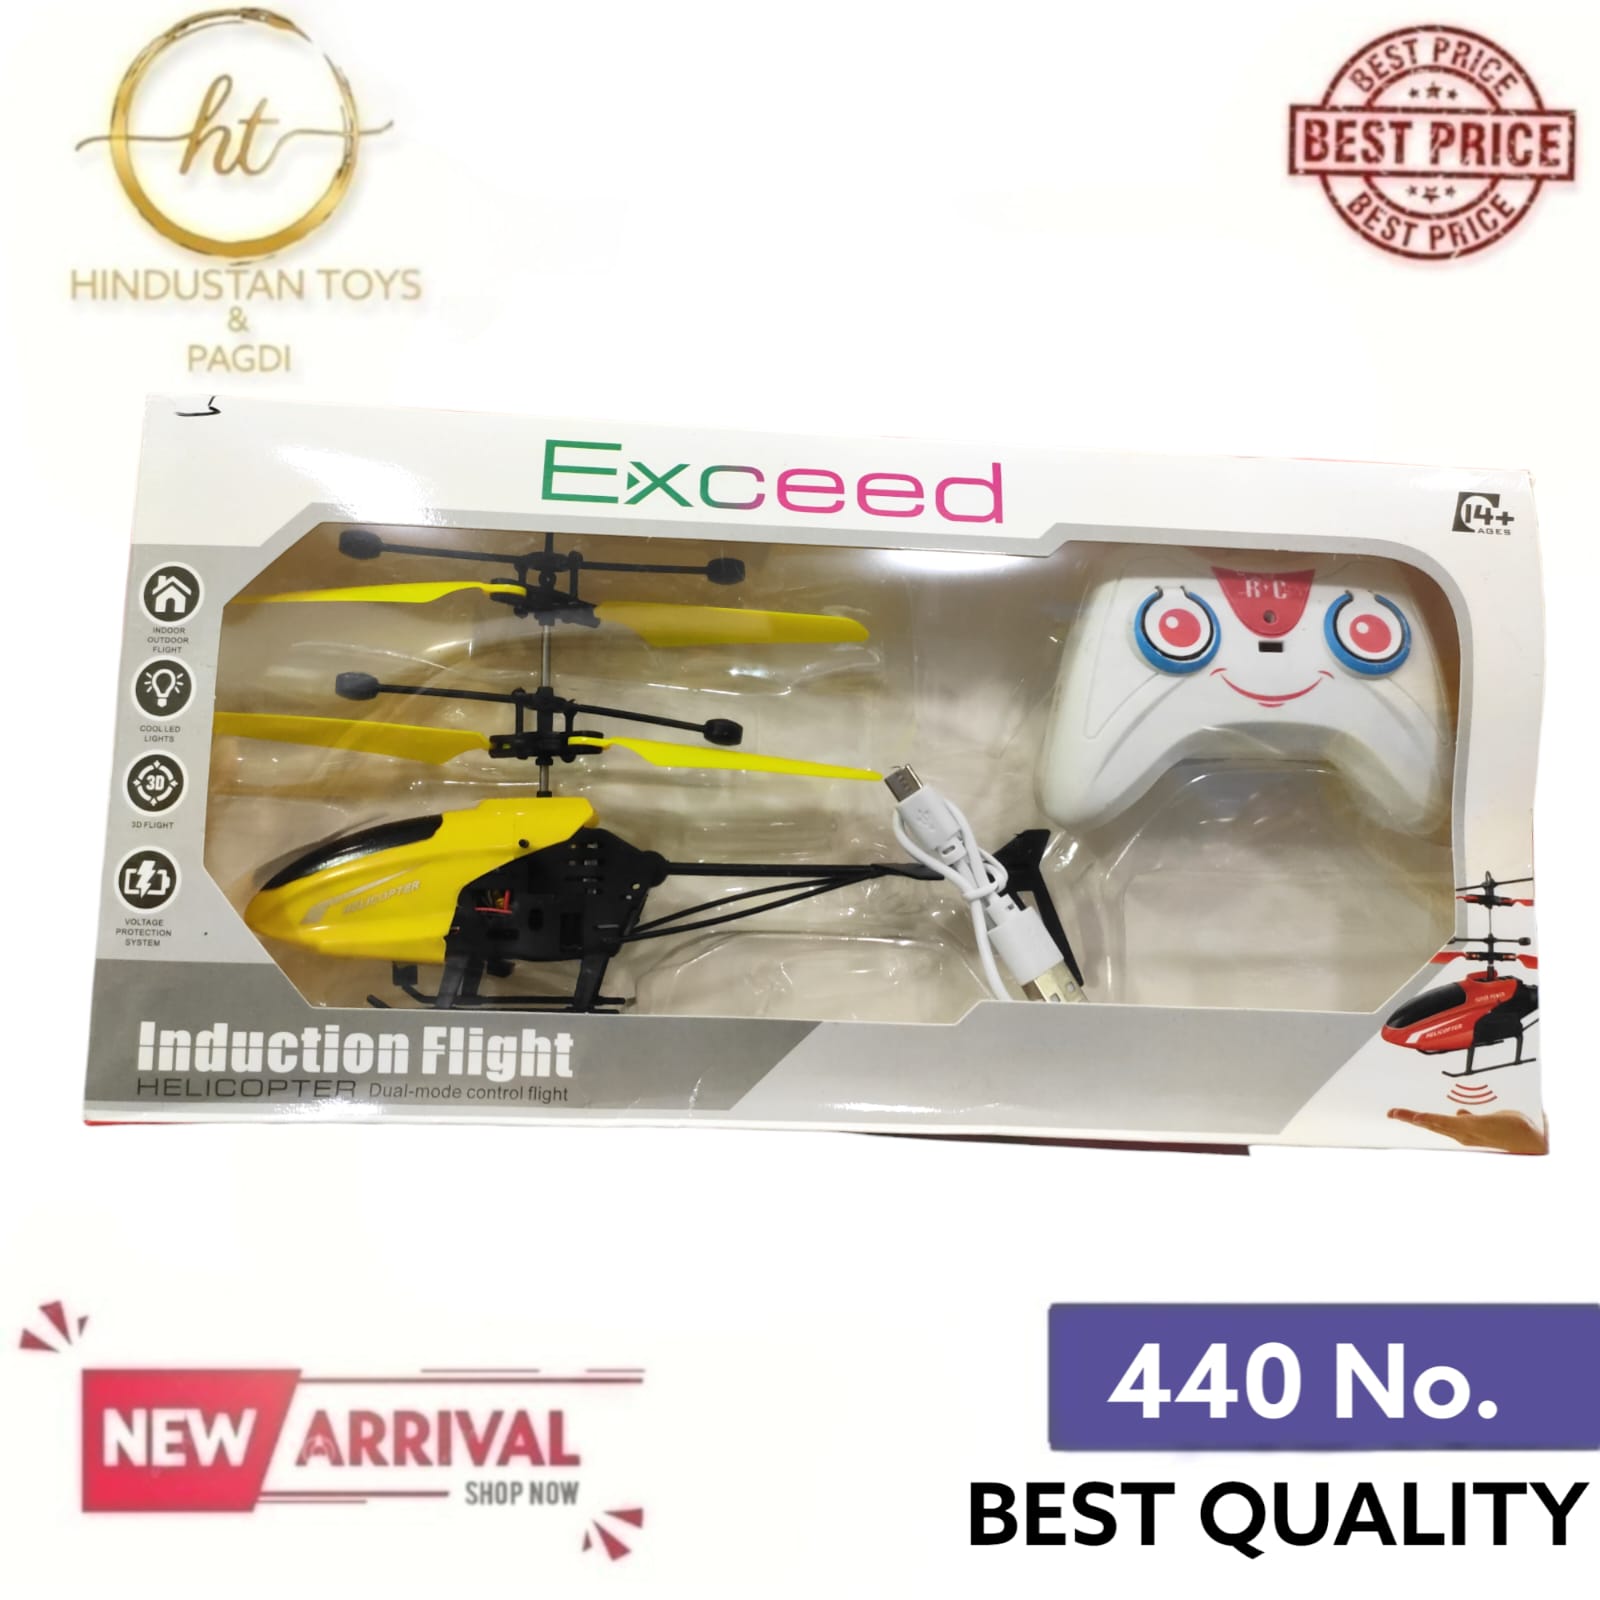 ht
HINDUSTAN TOYS
&
PAGDI
BEST PRICE
BEST PRICE
BEST PRICE
Exceed
14+
AGES
R·C
INDOOR
OUTDOOR
FLIGHT
COOL LED
LIGHTS
3D
3D FLIGHT
VOLTAGE
PROTECTION
SYSTEM
HELICOPTER
HELICOPTER
Induction Flight
HELICOPTER Dual-mode control flight
NEW ARRIVAL
SHOP NOW
440 No.
BEST QUALITY